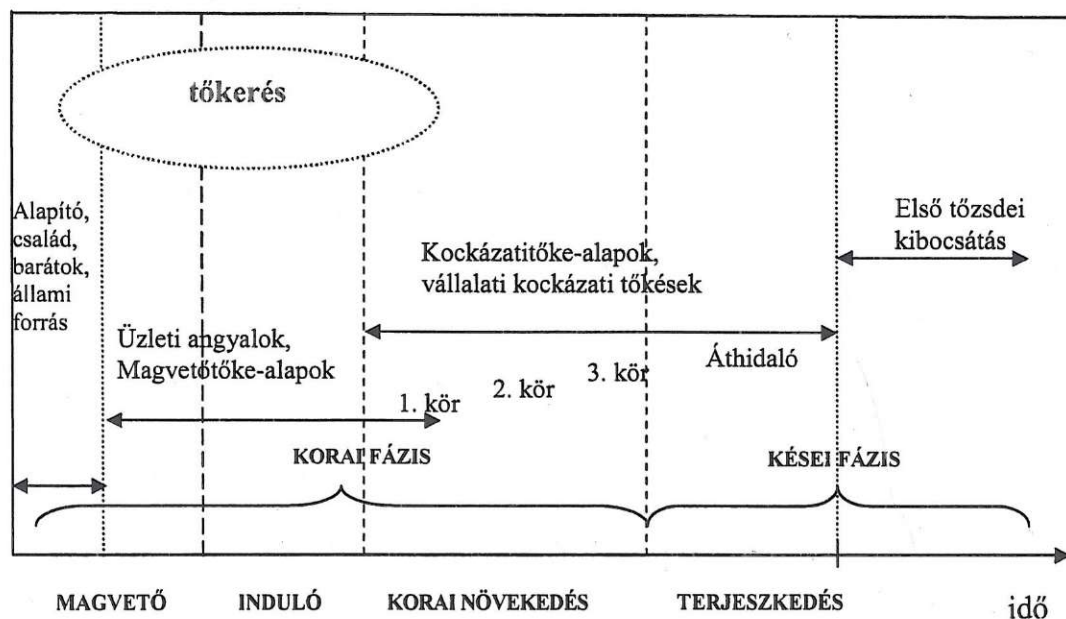 tőkerés
Alapító,
család,
barátok,
állami
forrás
Első tőzsdei
kibocsátás
Kockázatitőke-alapok,
vállalati kockázati tőkések
Üzleti angyalok,
Magvetőtőke-alapok
1. kör
2. kör
3. kör
Áthidaló
KORAI FÁZIS
KÉSEI FÁZIS
MAGVETŐ
INDULÓ
KORAI NÖVEKEDÉS
TERJESZKEDÉS
idő